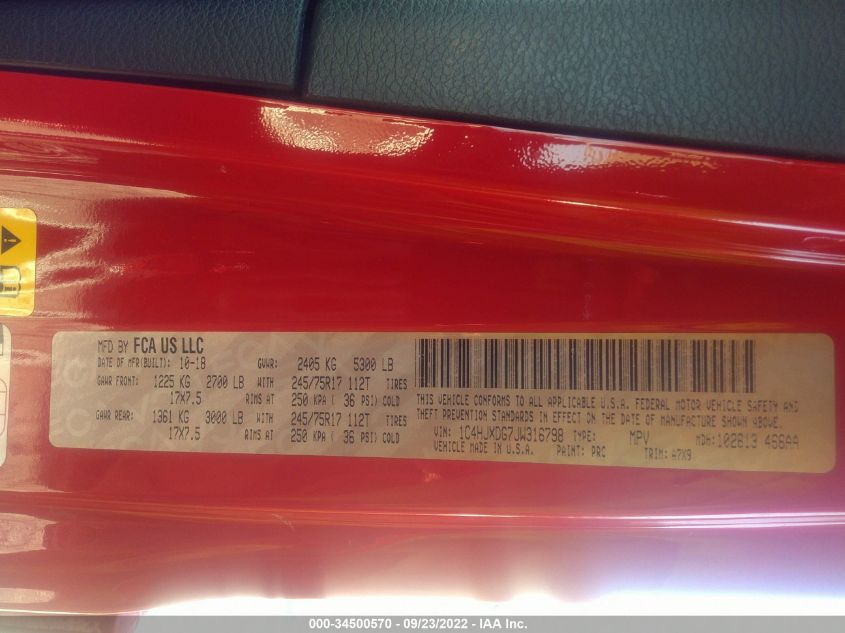 MFD BY FCA US LLC
DATE OF MFR(BUILT): 10-18 GVWR: 2405 KG 5300 LB
GAWR FRONT: 1225 KG 2700 LB WITH 245/75R17 112T TIRES
17X7.5 RIMS AT 250 KPA ( 36 PSI) COLD
GAWR REAR: 1361 KG 3000 LB WITH 245/75R17 112T TIRES
17X7.5 RIMS AT 250 KPA ( 36 PSI) COLD
THIS VEHICLE CONFORMS TO ALL APPLICABLE U.S.A. FEDERAL MOTOR VEHICLE SAFETY AND
THEFT PREVENTION STANDARDS IN EFFECT ON THE DATE OF MANUFACTURE SHOWN ABOVE.
VIN: 1C4HJXDG7JW316798 TYPE: MPV MDH: 102613 466AA
VEHICLE MADE IN U.S.A. PAINT: PRC TRIM: A7X9
000-34500570 - 09/23/2022 - IAA Inc.